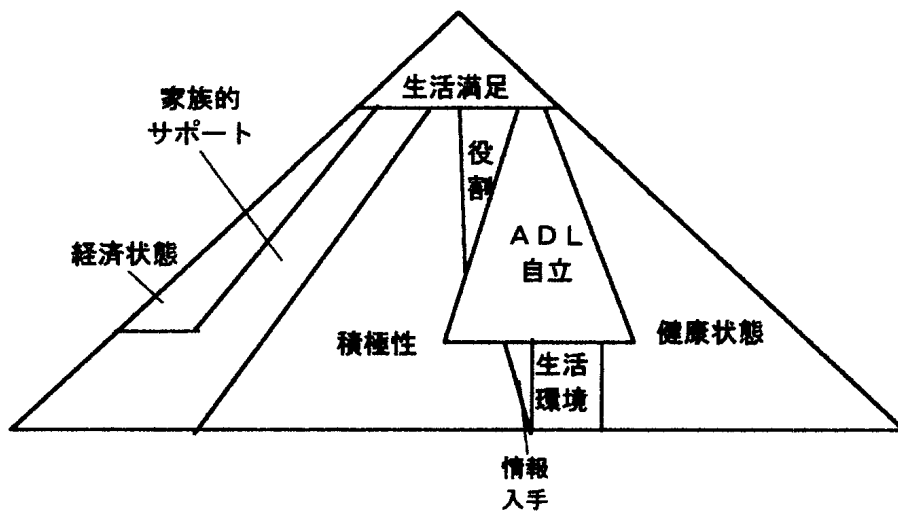 生活満足
家族的
サポート
役
割
ADL
自立
経済状態
積極性
健康状態
生活
環境
情報
入手